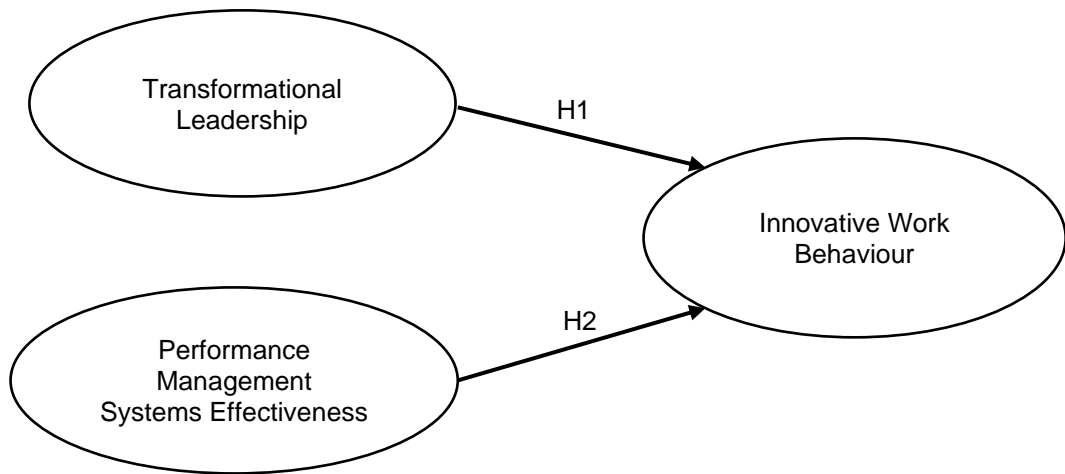 Transformational
Leadership
H1
Innovative Work
Behaviour
H2
Performance
Management
Systems Effectiveness